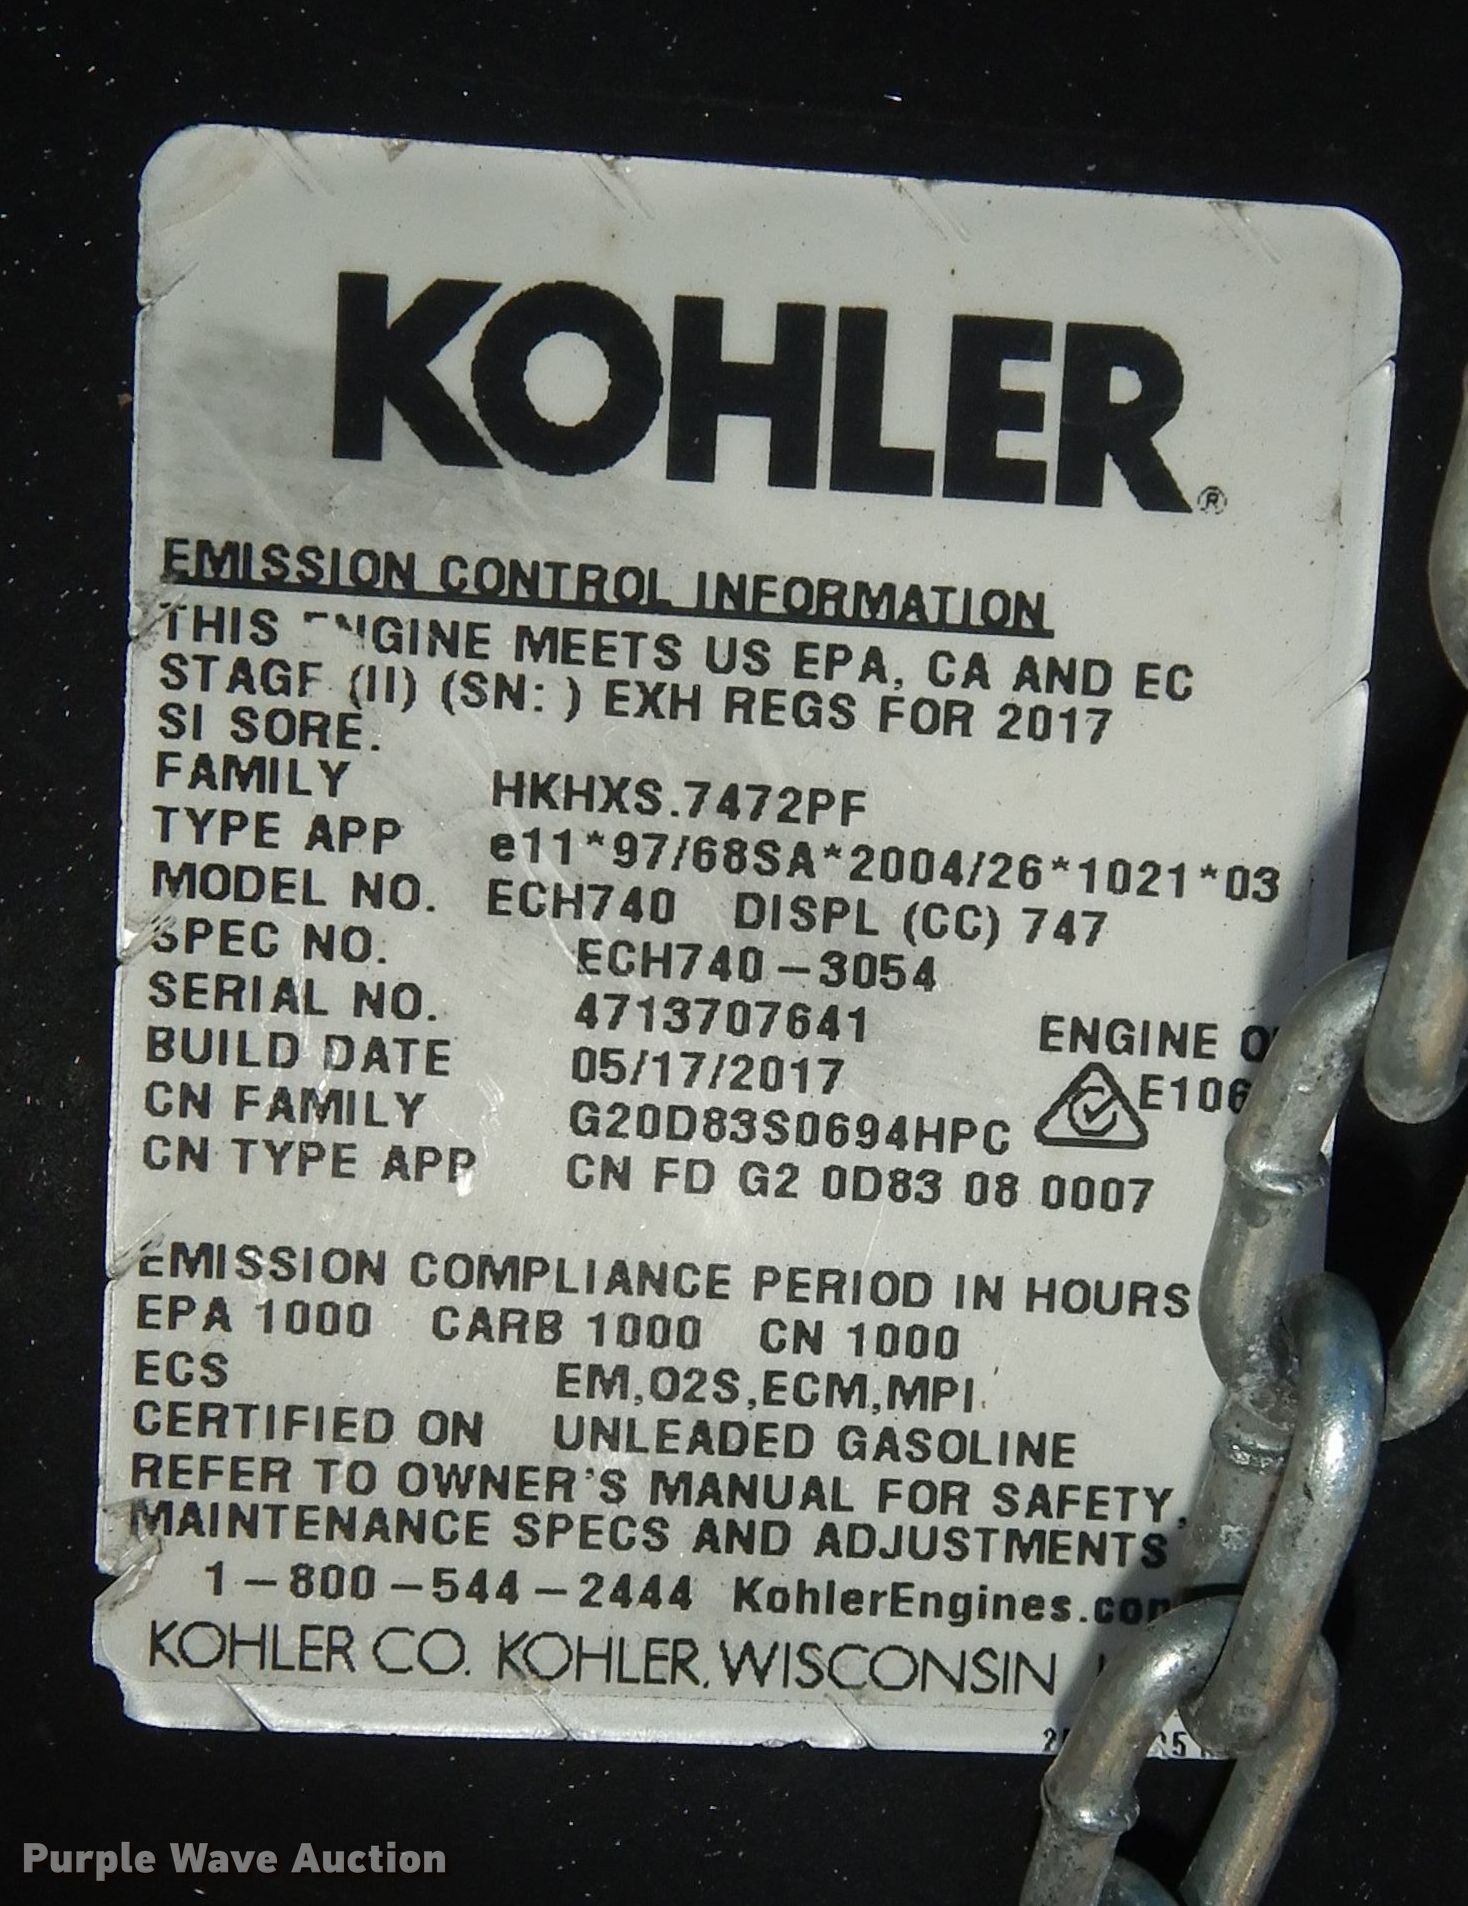 KOHLER®
EMISSION CONTROL INFORMATION
THIS ENGINE MEETS US EPA, CA AND EC
STAGE (II) (SN: ) EXH REGS FOR 2017
SI SORE.
FAMILY HKHXS.7472PF
TYPE APP e11*97/68SA*2004/26*1021*03
MODEL NO. ECH740 DISPL (CC) 747
SPEC NO. ECH740-3054
SERIAL NO. 4713707641 ENGINE
BUILD DATE 05/17/2017 E106
CN FAMILY G20D83S0694HPC
CN TYPE APP CN FD G2 0D83 08 0007
EMISSION COMPLIANCE PERIOD IN HOURS
EPA 1000 CARB 1000 CN 1000
ECS EM,O2S,ECM,MPI
CERTIFIED ON UNLEADED GASOLINE
REFER TO OWNER'S MANUAL FOR SAFETY,
MAINTENANCE SPECS AND ADJUSTMENTS
1-800-544-2444 KohlerEngines.com
KOHLER CO. KOHLER, WISCONSIN
Purple Wave Auction